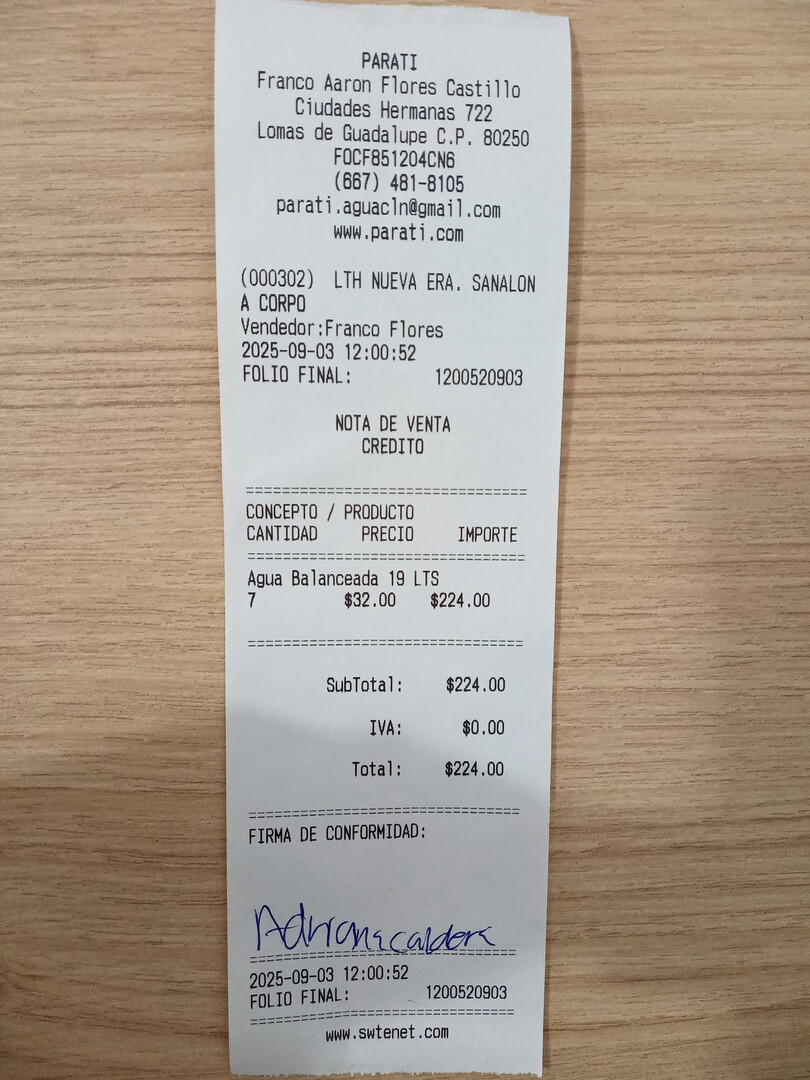 PARATI
Franco Aaron Flores Castillo
Ciudades Hermanas 722
Lomas de Guadalupe C.P. 80250
FOCF851204CN6
(667) 481-8105
parati.aguacln@gmail.com
www.parati.com
(000302) LTH NUEVA ERA. SANALON
A CORPO
Vendedor:Franco Flores
2025-09-03 12:00:52
FOLIO FINAL: 1200520903
NOTA DE VENTA
CREDITO
================================
CONCEPTO / PRODUCTO
CANTIDAD PRECIO IMPORTE
================================
Agua Balanceada 19 LTS
7 $32.00 $224.00
================================
SubTotal: $224.00
IVA: $0.00
Total: $224.00
================================
FIRMA DE CONFORMIDAD:
Adriana caldera
================================
2025-09-03 12:00:52
FOLIO FINAL: 1200520903
================================
www.swtenet.com